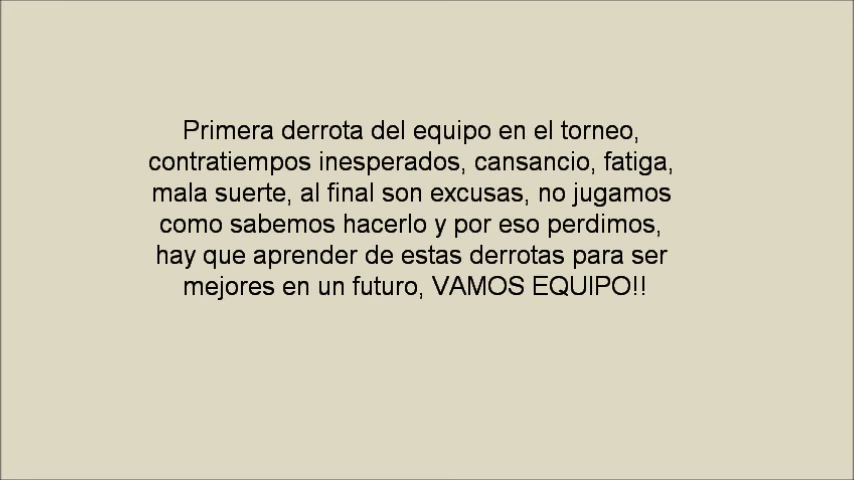 Primera derrota del equipo en el torneo,
contratiempos inesperados, cansancio, fatiga,
mala suerte, al final son excusas, no jugamos
como sabemos hacerlo y por eso perdimos,
hay que aprender de estas derrotas para ser
mejores en un futuro, VAMOS EQUIPO!!